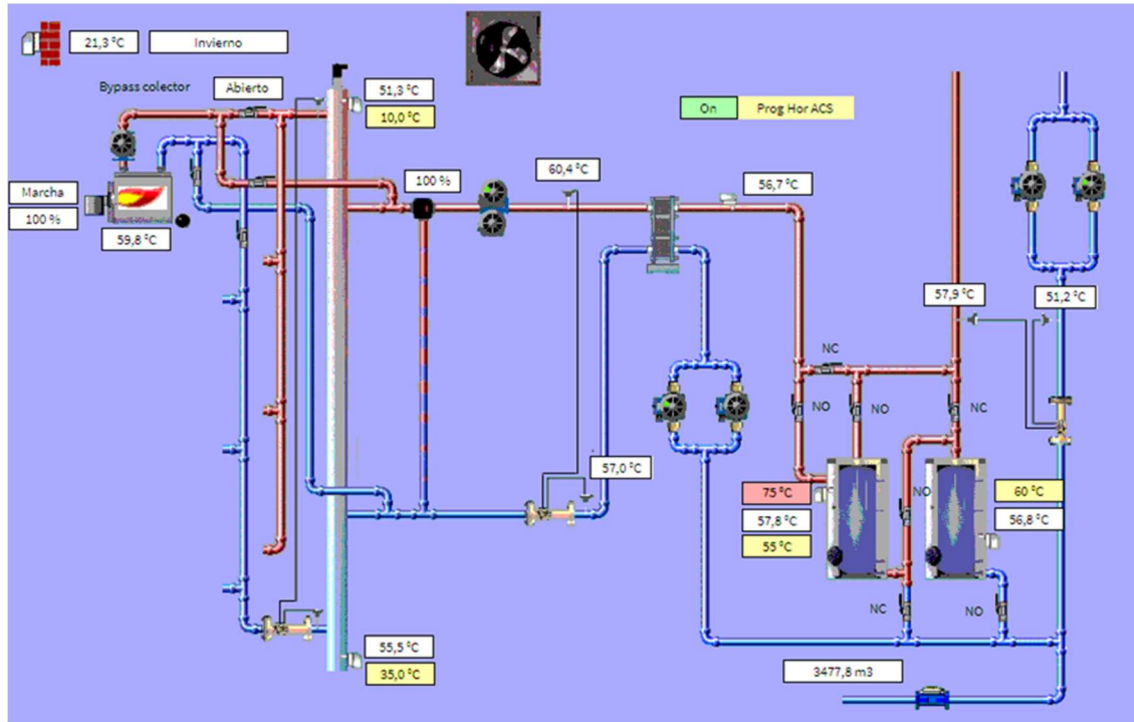 21,3 ºC
Invierno
Bypass colector
Abierto
51,3 ºC
10,0 ºC
On
Prog Hor ACS
Marcha
100 %
59,8 ºC
100 %
60,4 ºC
56,7 ºC
57,9 ºC
51,2 ºC
NC
NO
NO
NC
57,0 ºC
75 ºC
57,8 ºC
55 ºC
NO
60 ºC
56,8 ºC
NC
NO
55,5 ºC
35,0 ºC
3477,8 m3